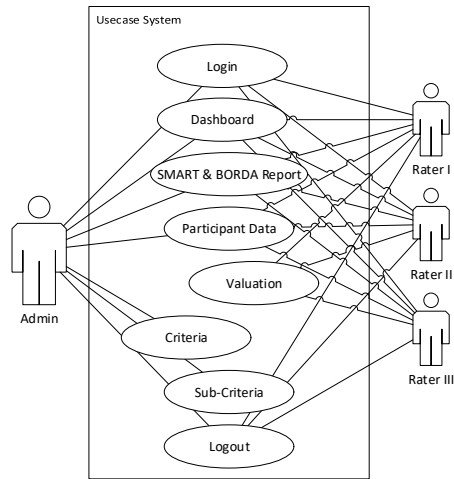 Usecase System
Login
Dashboard
SMART & BORDA Report
Participant Data
Valuation
Criteria
Sub-Criteria
Logout
Admin
Rater I
Rater II
Rater III